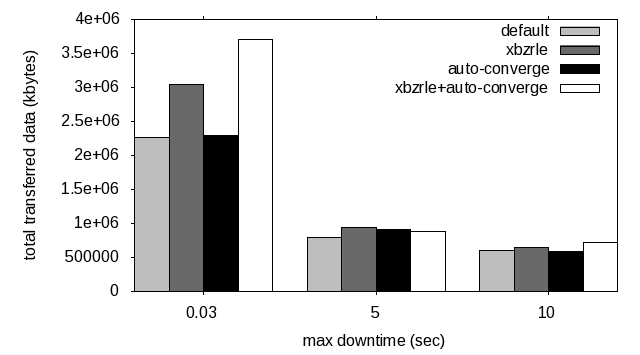 total transferred data (kbytes)
4e+06
3.5e+06
3e+06
2.5e+06
2e+06
1.5e+06
1e+06
500000
0
default
xbzrle
auto-converge
xbzrle+auto-converge
0.03 5 10
max downtime (sec)